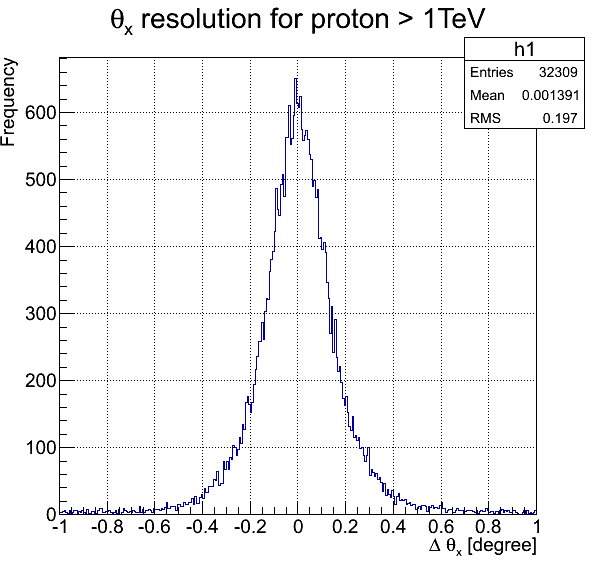 θx resolution for proton > 1TeV
h1
Entries 32309
Mean 0.001391
RMS 0.197
Frequency
600
500
400
300
200
100
0
-1 -0.8 -0.6 -0.4 -0.2 0 0.2 0.4 0.6 0.8 1
Δ θx [degree]